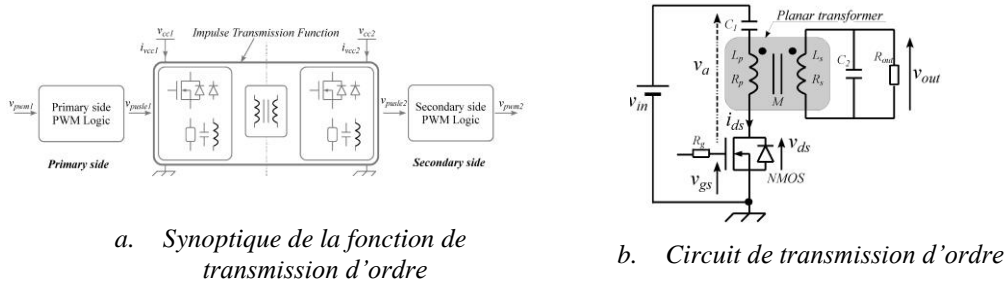 v_cc1
i_vcc1
Impulse Transmission Function
v_cc2
i_vcc2
v_pwm1
Primary side
PWM Logic
v_pusle1
v_pusle2
Secondary side
PWM Logic
v_pwm2
Primary side
Secondary side
a. Synoptique de la fonction de
transmission d'ordre
C_1
Planar transformer
v_a
L_p
R_p
M
L_s
R_s
C_2
R_out
v_out
v_in
i_ds
R_g
v_gs
v_ds
NMOS
b. Circuit de transmission d'ordre